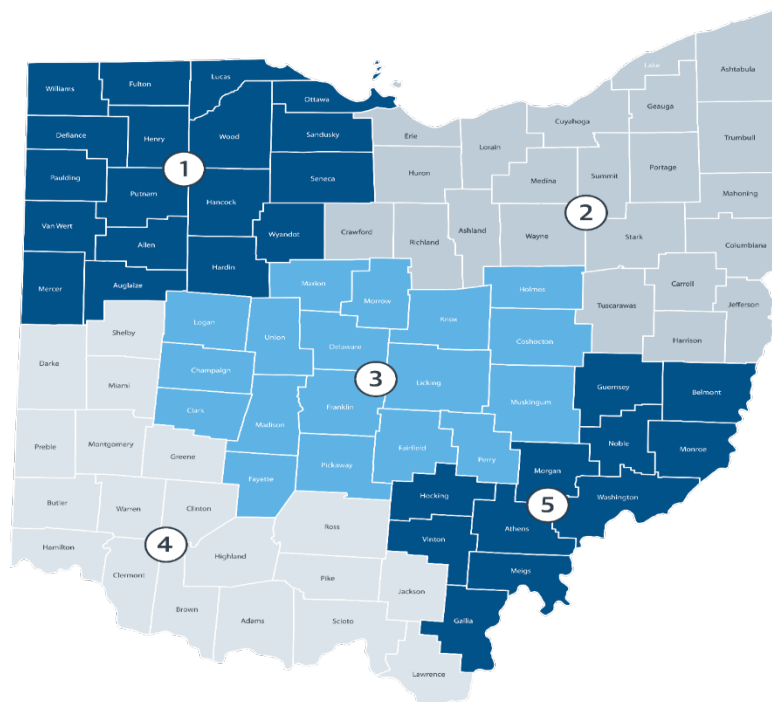 Lake
Ashtabula
Lucas
Fulton
Williams
Ottawa
Geauga
Cuyahoga
Defiance
Henry
Wood
Sandusky
Erie
Lorain
Trumbull
Paulding
Putnam
1
Hancock
Seneca
Huron
Medina
Summit
Portage
Mahoning
Van Wert
Allen
Wyandot
Crawford
Richland
Ashland
Wayne
2
Stark
Columbiana
Mercer
Auglaize
Hardin
Marion
Morrow
Holmes
Carroll
Tuscarawas
Jefferson
Shelby
Logan
Union
Delaware
Knox
Coshocton
Harrison
Darke
Miami
Champaign
3
Licking
Guernsey
Belmont
Clark
Madison
Franklin
Muskingum
Preble
Montgomery
Greene
Fairfield
Perry
Noble
Monroe
Fayette
Pickaway
Morgan
Butler
Warren
Clinton
Hocking
5
Washington
Ross
Athens
Vinton
Hamilton
4
Highland
Clermont
Pike
Jackson
Meigs
Brown
Adams
Scioto
Gallia
Lawrence